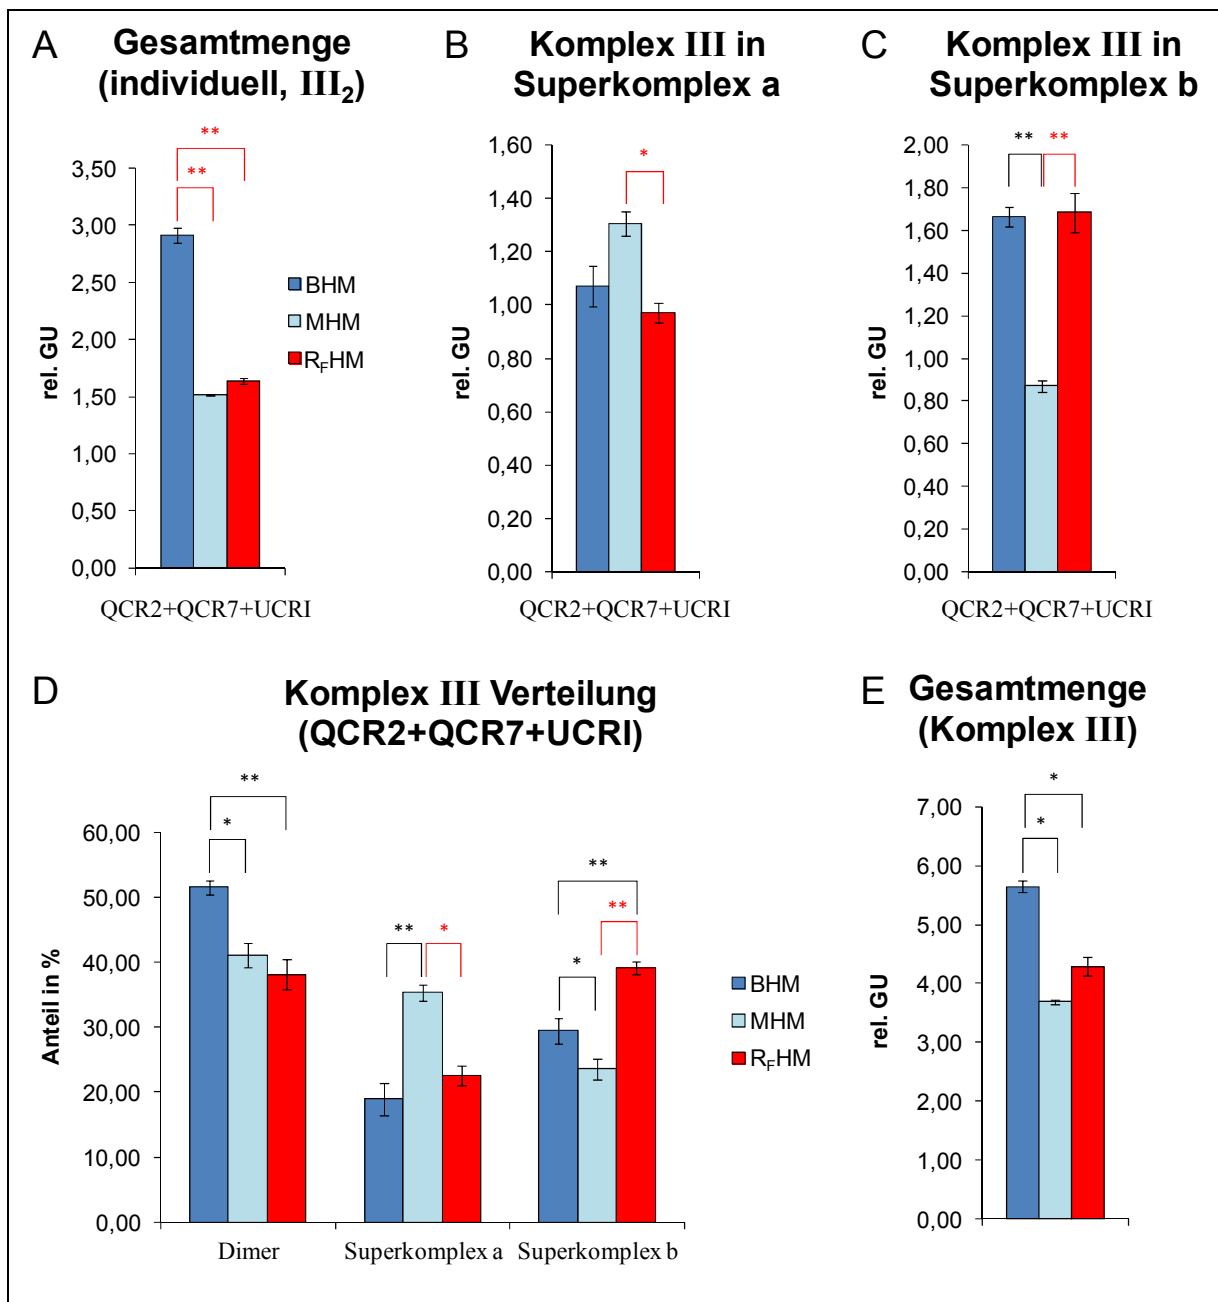 A
Gesamtmenge
(individuell, III₂)
**
**
3,50
3,00
2,50
2,00
1,50
1,00
0,50
0,00
rel. GU
QCR2+QCR7+UCRI
BHM
MHM
R_FHM
B
Komplex III in
Superkomplex a
*
1,60
1,40
1,20
1,00
0,80
0,60
0,40
0,20
0,00
rel. GU
QCR2+QCR7+UCRI
C
Komplex III in
Superkomplex b
** **
2,00
1,80
1,60
1,40
1,20
1,00
0,80
0,60
0,40
0,20
0,00
rel. GU
QCR2+QCR7+UCRI
D
Komplex III Verteilung
(QCR2+QCR7+UCRI)
**
*
** *
**
**
*
60,00
50,00
40,00
30,00
20,00
10,00
0,00
Anteil in %
Dimer
Superkomplex a
Superkomplex b
BHM
MHM
R_FHM
E
Gesamtmenge
(Komplex III)
*
*
7,00
6,00
5,00
4,00
3,00
2,00
1,00
0,00
rel. GU